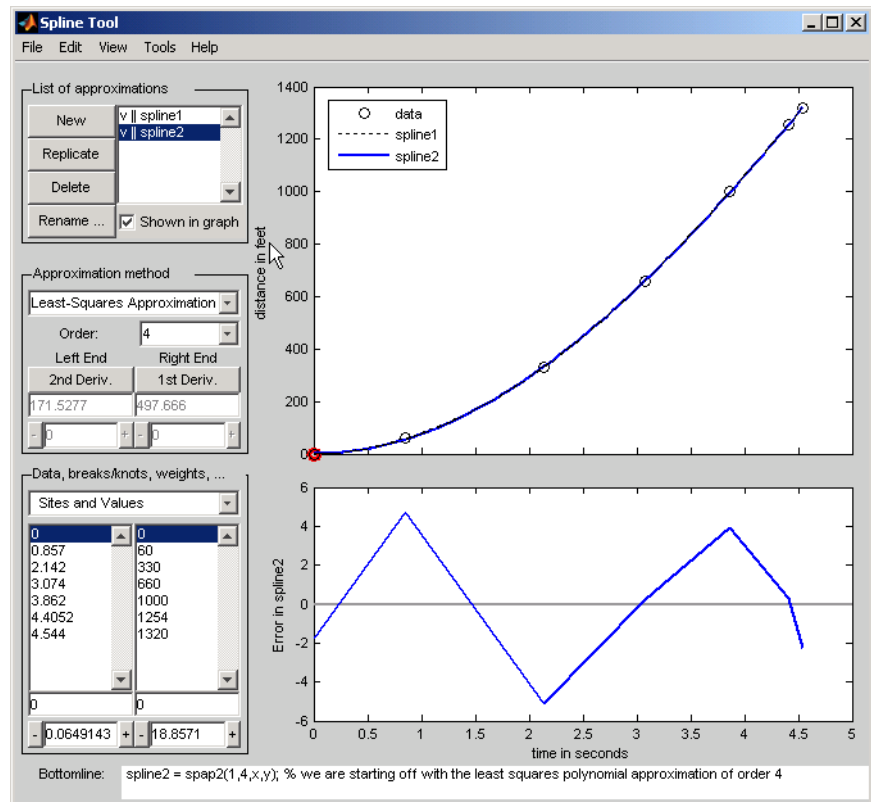 Spline Tool
File Edit View Tools Help
List of approximations
New
Replicate
Delete
Rename ...
v || spline1
v || spline2
Shown in graph
Approximation method
Least-Squares Approximation
Order: 4
Left End Right End
2nd Deriv. 1st Deriv.
171.5277 497.666
- 0 + - 0 +
Data, breaks/knots, weights, ...
Sites and Values
0 0
0.857 60
2.142 330
3.074 660
3.862 1000
4.4052 1254
4.544 1320
0 0
- 0.0649143 + - 18.8571 +
1400
1200
1000
800
600
400
200
0
distance in feet
data
spline1
spline2
6
4
2
0
-2
-4
-6
Error in spline2
0 0.5 1 1.5 2 2.5 3 3.5 4 4.5 5
time in seconds
Bottomline: spline2 = spap2(1,4,x,y); % we are starting off with the least squares polynomial approximation of order 4